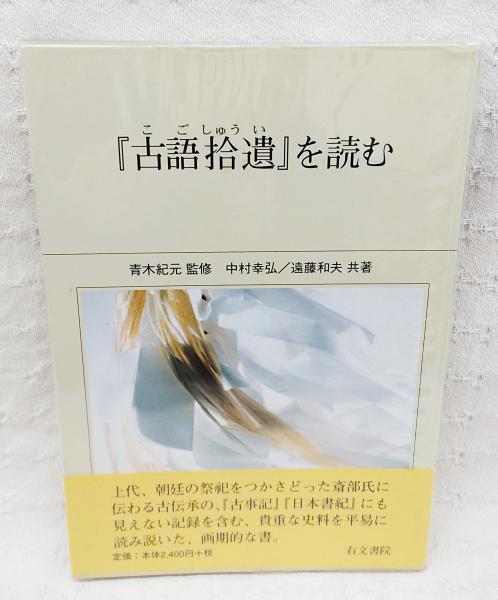 こ ご しゅう い
『古語拾遺』を読む
青木紀元 監修 中村幸弘/遠藤和夫 共著
上代、朝廷の祭祀をつかさどった斎部氏に
伝わる古伝承の、『古事記』『日本書紀』にも
見えない記録を含む、貴重な史料を平易に
読み説いた、画期的な書。
定価:本体2,400円+税
右文書院